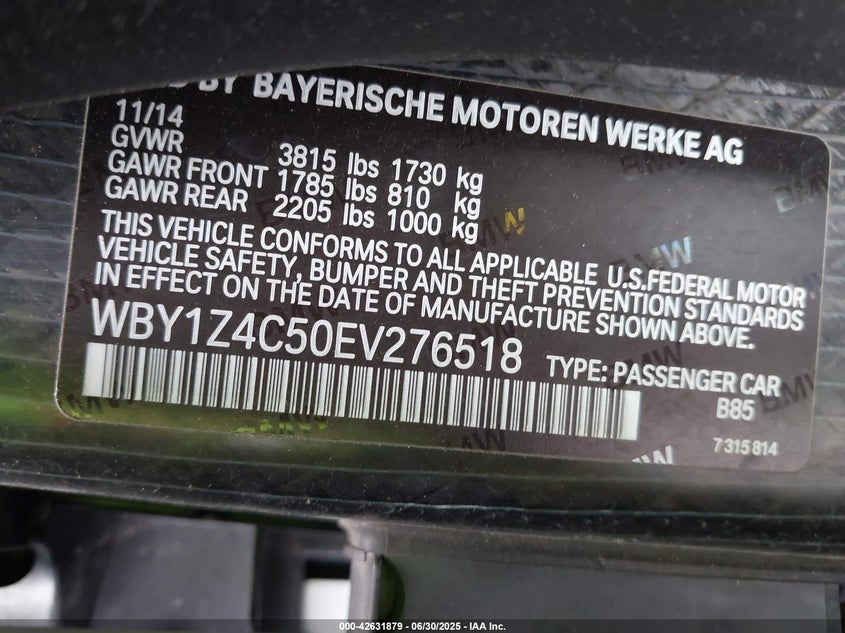 BY BAYERISCHE MOTOREN WERKE AG
11/14
GVWR 3815 lbs 1730 kg
GAWR FRONT 1785 lbs 810 kg
GAWR REAR 2205 lbs 1000 kg
THIS VEHICLE CONFORMS TO ALL APPLICABLE U.S.FEDERAL MOTOR
VEHICLE SAFETY, BUMPER AND THEFT PREVENTION STANDARDS
IN EFFECT ON THE DATE OF MANUFACTURE SHOWN ABOVE.
WBY1Z4C50EV276518 TYPE: PASSENGER CAR
B85
7 315 814
000-42631879 - 06/30/2025 - IAA Inc.